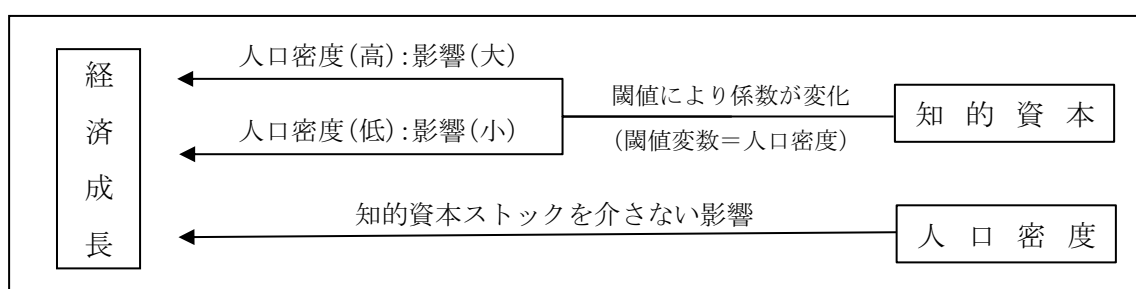 人口密度(高):影響(大)
閾値により係数が変化
知的資本
人口密度(低):影響(小)
(閾値変数=人口密度)
経済成長
知的資本ストックを介さない影響
人口密度